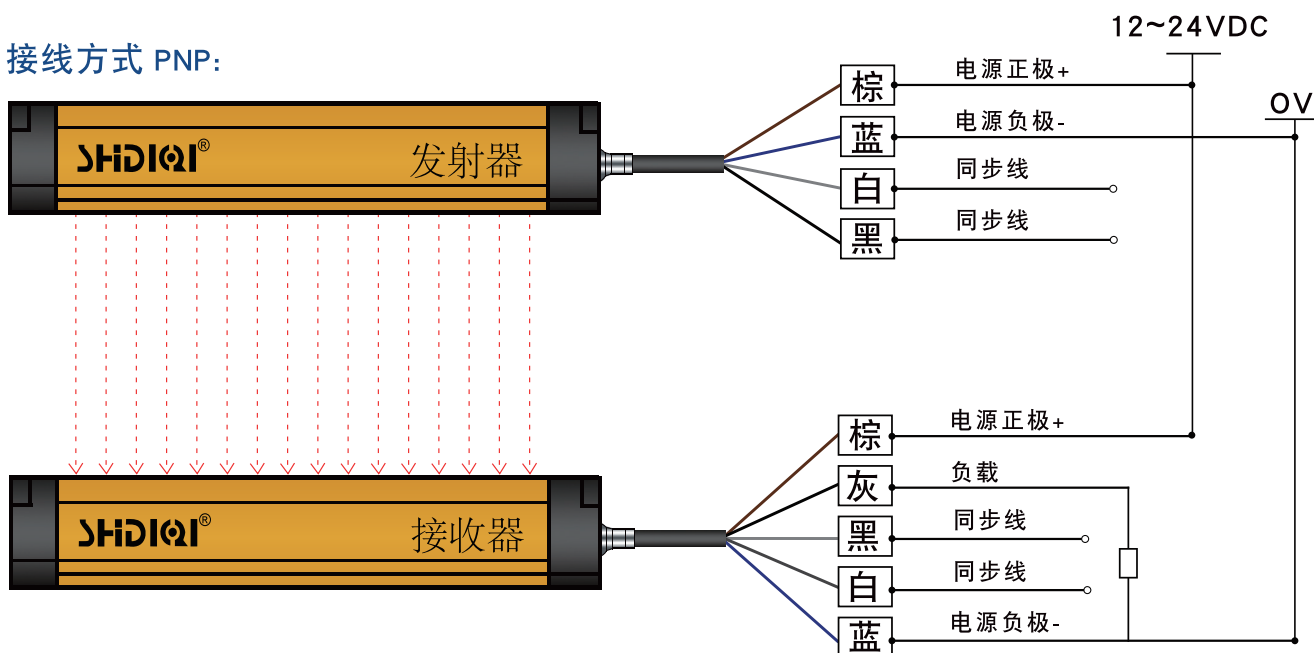 12~24VDC
接线方式 PNP:
0V
SHDIQI®
发射器
棕 电源正极+
蓝 电源负极-
白 同步线
黑 同步线
SHDIQI®
接收器
棕 电源正极+
灰 负载
黑 同步线
白 同步线
蓝 电源负极-